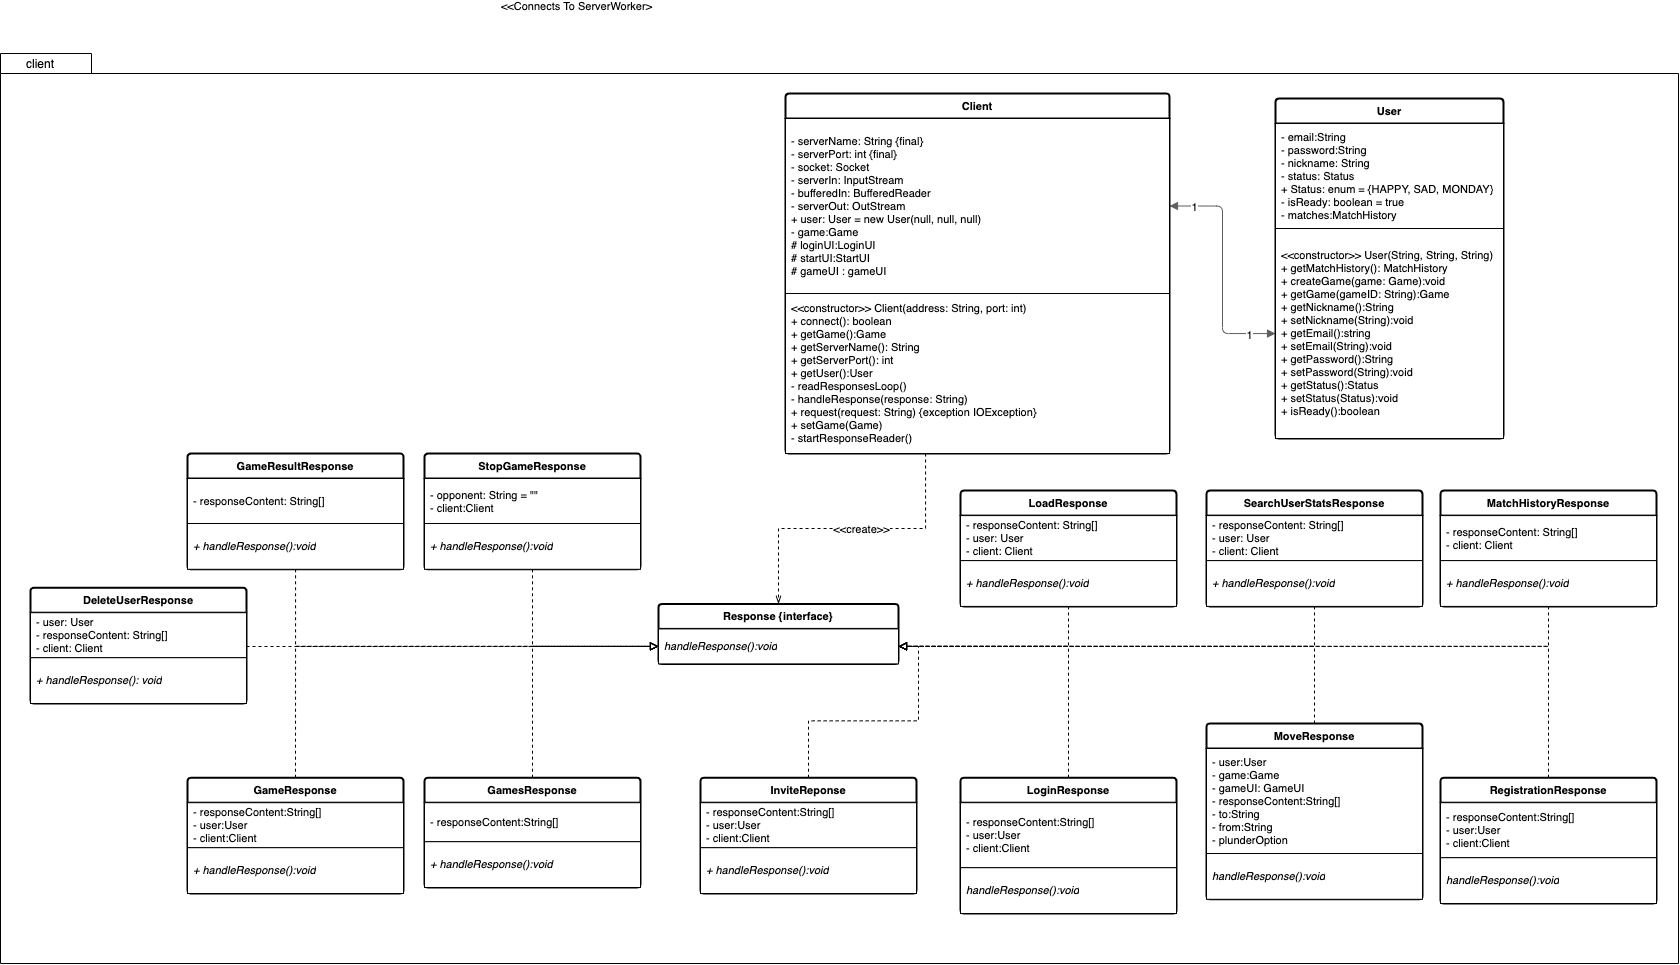 <<Connects To ServerWorker>
client
Client
- serverName: String {final}
- serverPort: int {final}
- socket: Socket
- serverIn: InputStream
- bufferedIn: BufferedReader
- serverOut: OutStream
+ user: User = new User(null, null, null)
- game:Game
# loginUI:LoginUI
# startUI:StartUI
# gameUI : gameUI
<<constructor>> Client(address: String, port: int)
+ connect(): boolean
+ getGame():Game
+ getServerName(): String
+ getServerPort(): int
+ getUser():User
- readResponsesLoop()
- handleResponse(response: String)
+ request(request: String) {exception IOException}
+ setGame(Game)
- startResponseReader()
1
1
User
- email:String
- password:String
- nickname: String
- status: Status
+ Status: enum = {HAPPY, SAD, MONDAY}
- isReady: boolean = true
- matches:MatchHistory
<<constructor>> User(String, String, String)
+ getMatchHistory(): MatchHistory
+ createGame(game: Game):void
+ getGame(gameID: String):Game
+ getNickname():String
+ setNickname(String):void
+ getEmail():string
+ setEmail(String):void
+ getPassword():String
+ setPassword(String):void
+ getStatus():Status
+ setStatus(Status):void
+ isReady():boolean
GameResultResponse
- responseContent: String[]
+ handleResponse():void
StopGameResponse
- opponent: String = ""
- client:Client
+ handleResponse():void
<<create>>
LoadResponse
- responseContent: String[]
- user: User
- client: Client
+ handleResponse():void
SearchUserStatsResponse
- responseContent: String[]
- user: User
- client: Client
+ handleResponse():void
MatchHistoryResponse
- responseContent: String[]
- client: Client
+ handleResponse():void
DeleteUserResponse
- user: User
- responseContent: String[]
- client: Client
+ handleResponse(): void
Response {interface}
handleResponse():void
GameResponse
- responseContent:String[]
- user:User
- client:Client
+ handleResponse():void
GamesResponse
- responseContent:String[]
+ handleResponse():void
InviteReponse
- responseContent:String[]
- user:User
- client:Client
+ handleResponse():void
LoginResponse
- responseContent:String[]
- user:User
- client:Client
handleResponse():void
MoveResponse
- user:User
- game:Game
- gameUI: GameUI
- responseContent:String[]
- to:String
- from:String
- plunderOption
handleResponse():void
RegistrationResponse
- responseContent:String[]
- user:User
- client:Client
handleResponse():void